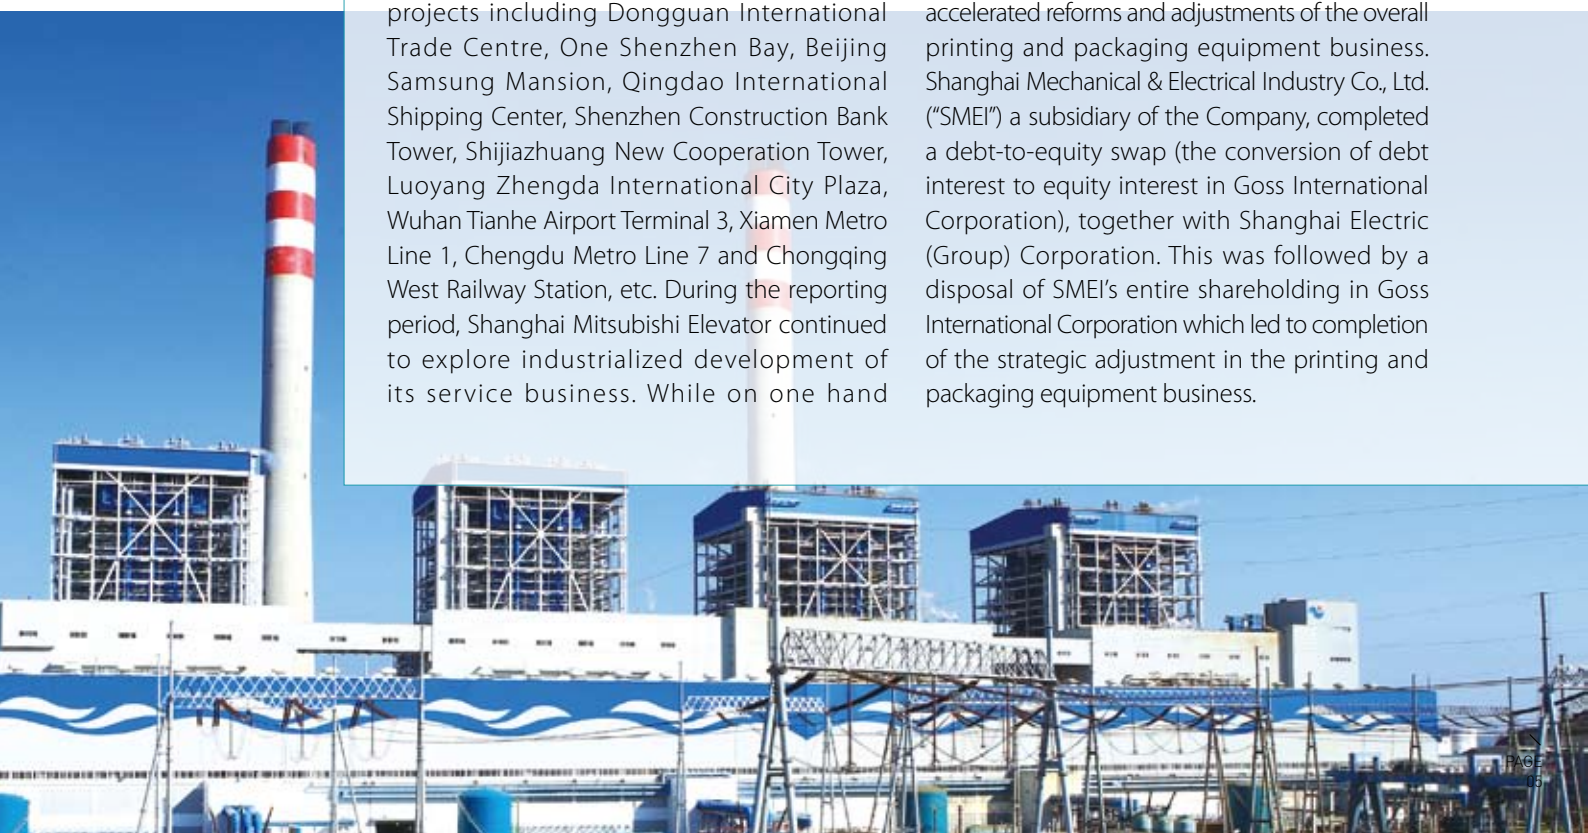 projects including Dongguan International
Trade Centre, One Shenzhen Bay, Beijing
Samsung Mansion, Qingdao International
Shipping Center, Shenzhen Construction Bank
Tower, Shijiazhuang New Cooperation Tower,
Luoyang Zhengda International City Plaza,
Wuhan Tianhe Airport Terminal 3, Xiamen Metro
Line 1, Chengdu Metro Line 7 and Chongqing
West Railway Station, etc. During the reporting
period, Shanghai Mitsubishi Elevator continued
to explore industrialized development of
its service business. While on one hand
accelerated reforms and adjustments of the overall
printing and packaging equipment business.
Shanghai Mechanical & Electrical Industry Co., Ltd.
(“SMEI”) a subsidiary of the Company, completed
a debt-to-equity swap (the conversion of debt
interest to equity interest in Goss International
Corporation), together with Shanghai Electric
(Group) Corporation. This was followed by a
disposal of SMEI’s entire shareholding in Goss
International Corporation which led to completion
of the strategic adjustment in the printing and
packaging equipment business.
PAGE
05